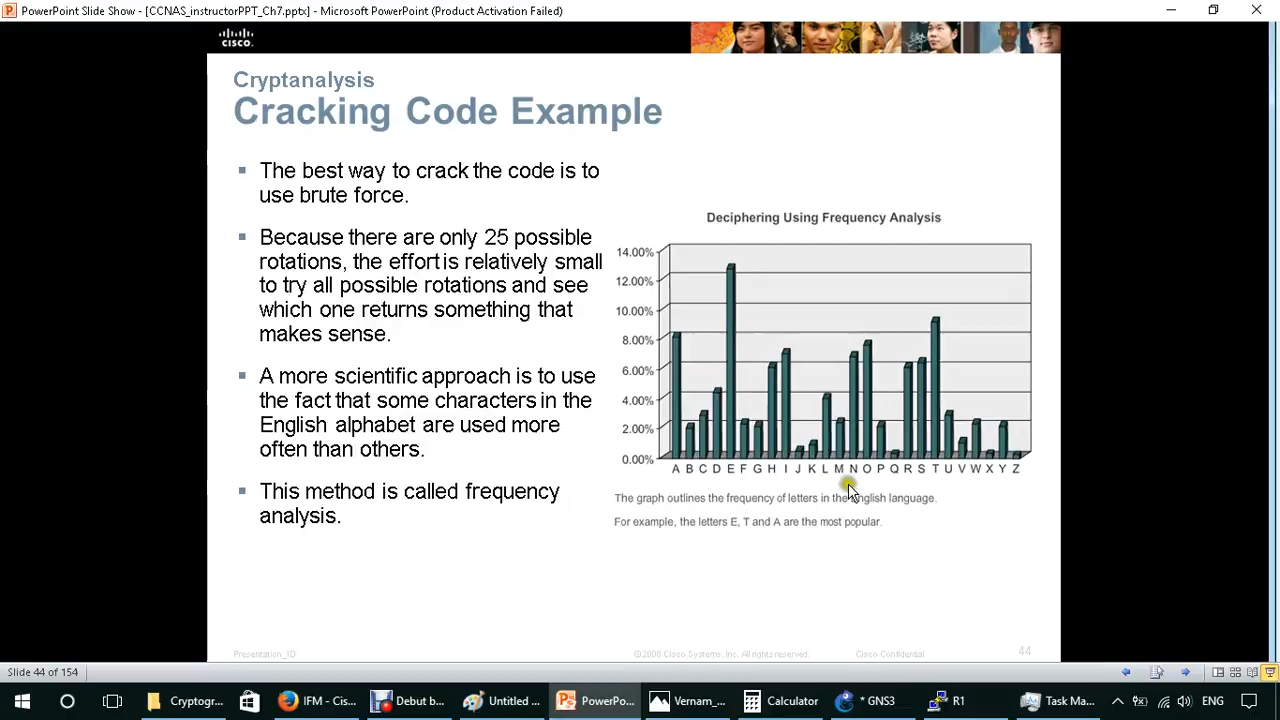 PowerPoint Slide Show - [CCNAS_instructorPPT_Ch7.pptx] - Microsoft PowerPoint (Product Activation Failed)
CISCO.
Cryptanalysis
Cracking Code Example
The best way to crack the code is to
use brute force.
Because there are only 25 possible
rotations, the effort is relatively small
to try all possible rotations and see
which one returns something that
makes sense.
A more scientific approach is to use
the fact that some characters in the
English alphabet are used more
often than others.
This method is called frequency
analysis.
Deciphering Using Frequency Analysis
14.00%
12.00%
10.00%
8.00%
6.00%
4.00%
2.00%
0.00%
A B C D E F G H I J K L M N O P Q R S T U V W X Y Z
The graph outlines the frequency of letters in the English language.
For example, the letters E, T and A are the most popular.
Presentation_ID
© 2008 Cisco Systems, Inc. All rights reserved.
Cisco Confidential
44
Slide 44 of 154
Cryptogr...
IFM - Cis...
Debut b...
Untitled ...
PowerPo...
Vernam_...
Calculator
* GNS3
R1
Task Ma...
ENG